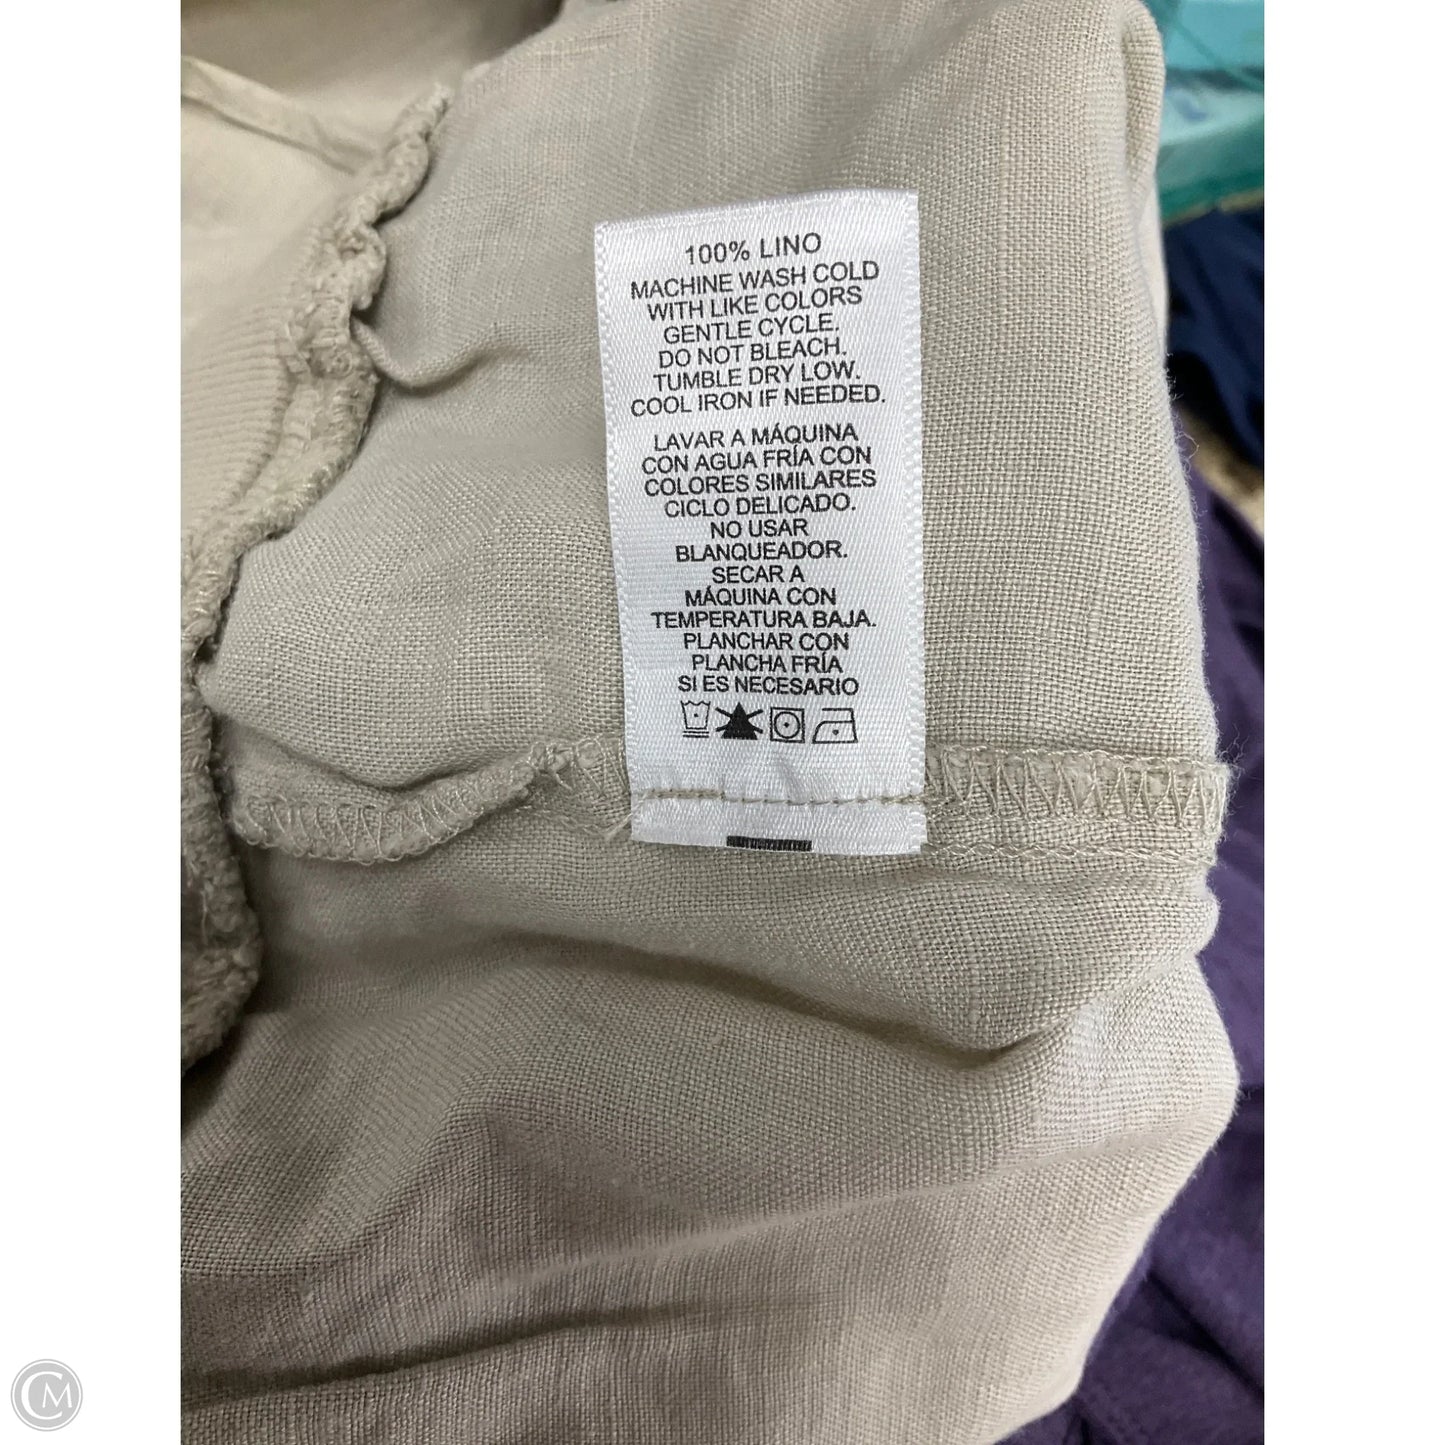 100% LINO
MACHINE WASH COLD
WITH LIKE COLORS
GENTLE CYCLE.
DO NOT BLEACH.
TUMBLE DRY LOW.
COOL IRON IF NEEDED.
LAVAR A MÁQUINA
CON AGUA FRÍA CON
COLORES SIMILARES
CICLO DELICADO.
NO USAR
BLANQUEADOR.
SECAR A
MÁQUINA CON
TEMPERATURA BAJA.
PLANCHAR CON
PLANCHA FRÍA
SI ES NECESARIO
CM